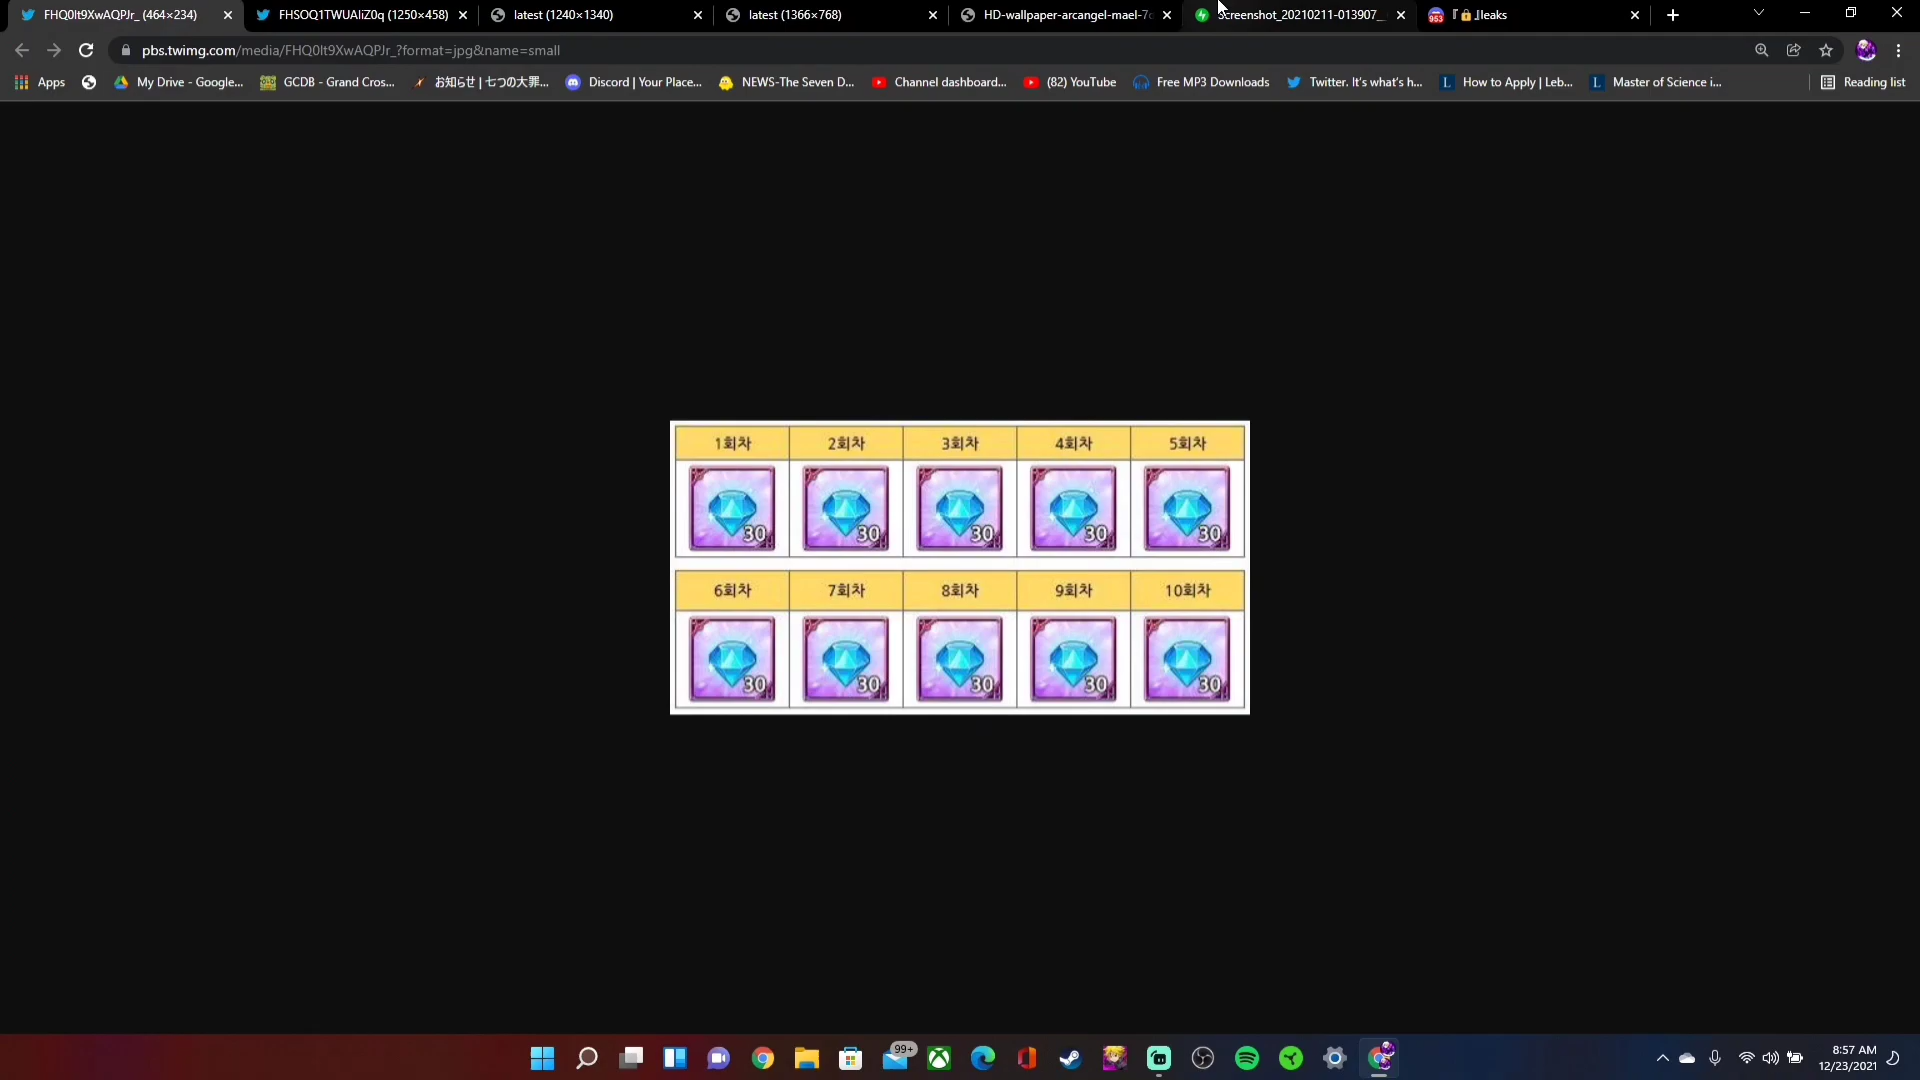 FHQ0lt9XwAQPJr_ (464×234)
FHSOQ1TWUAIiZ0q (1250×458)
latest (1240×1340)
latest (1366×768)
HD-wallpaper-arcangel-mael-7
Screenshot_20210211-013907_
『🔒』leaks
pbs.twimg.com/media/FHQ0lt9XwAQPJr_?format=jpg&name=small
Apps
My Drive - Google...
GCDB - Grand Cros...
お知らせ | 七つの大罪...
Discord | Your Place...
NEWS-The Seven D...
Channel dashboard...
(82) YouTube
Free MP3 Downloads
Twitter. It's what's h...
How to Apply | Leb...
Master of Science i...
Reading list
1회차 2회차 3회차 4회차 5회차
30 30 30 30 30
6회차 7회차 8회차 9회차 10회차
30 30 30 30 30
99+
8:57 AM
12/23/2021